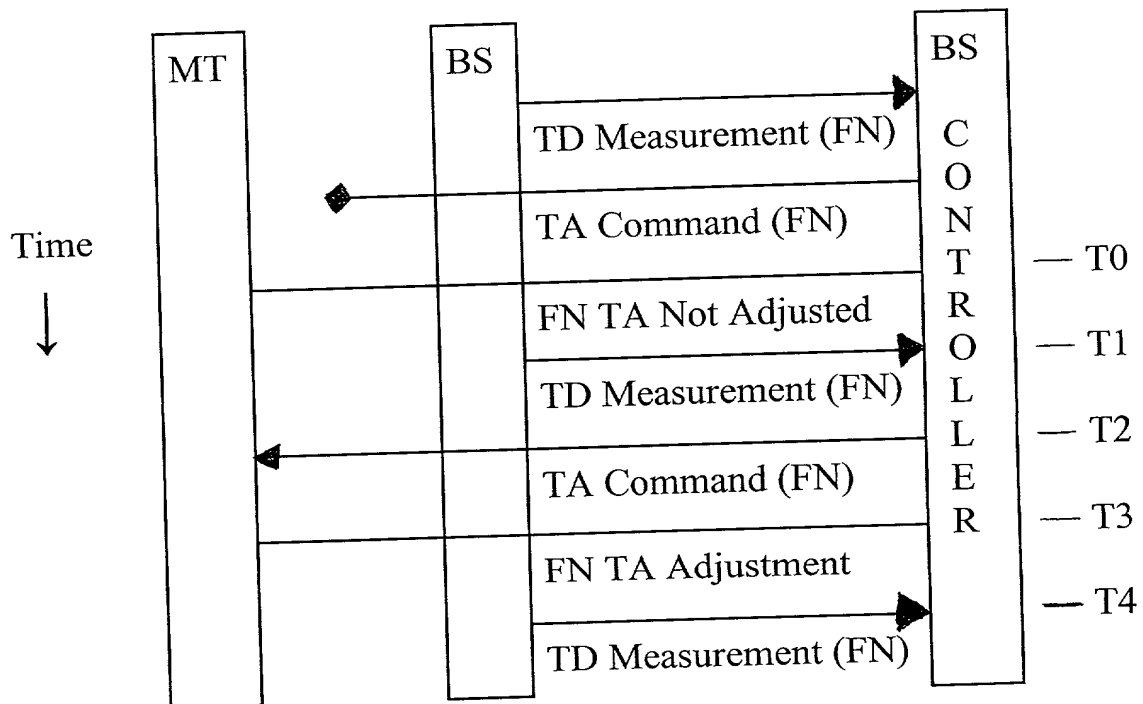 MT
BS
BS
CONTROLLER
TD Measurement (FN)
TA Command (FN)
Time
T0
FN TA Not Adjusted
T1
TD Measurement (FN)
T2
TA Command (FN)
T3
FN TA Adjustment
T4
TD Measurement (FN)